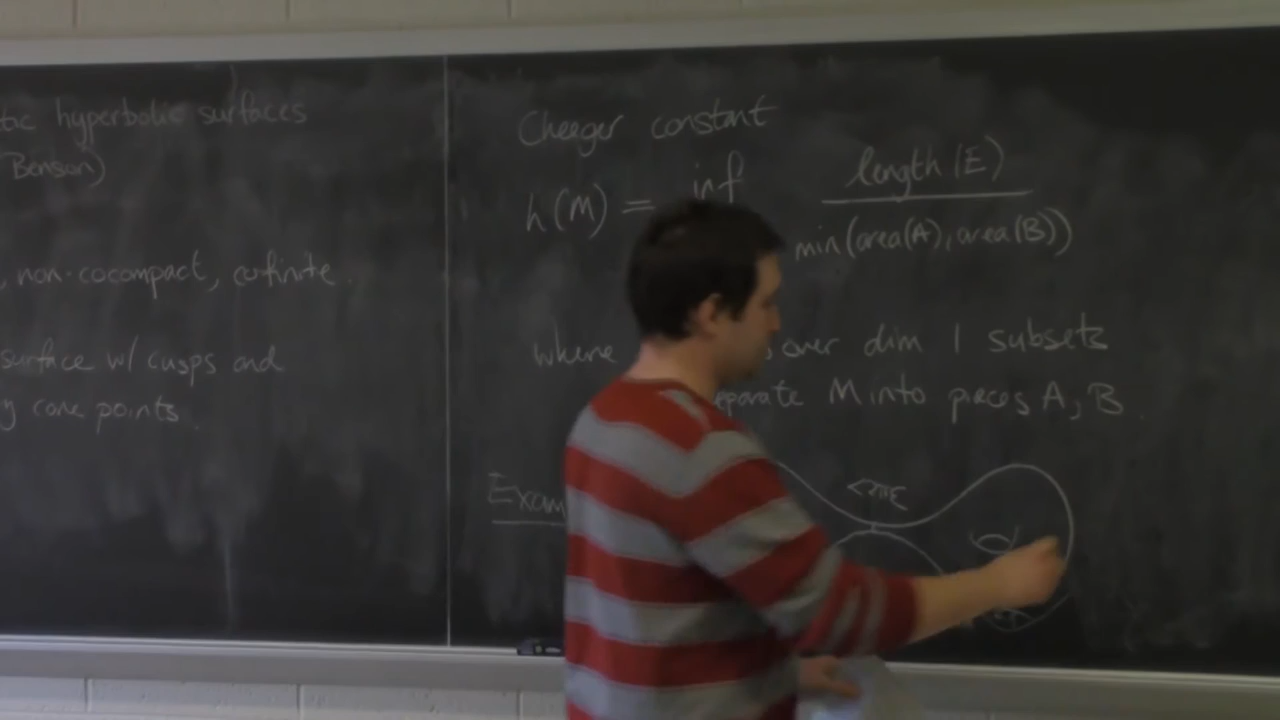 tic hyperbolic surfaces
Benson)
, non-cocompact, cofinite.
surface w/ cusps and
y cone points.
Cheeger constant
h(M) = inf length(E)
min(area(A), area(B))
where over dim 1 subsets
eparate M into pieces A, B.
Exam